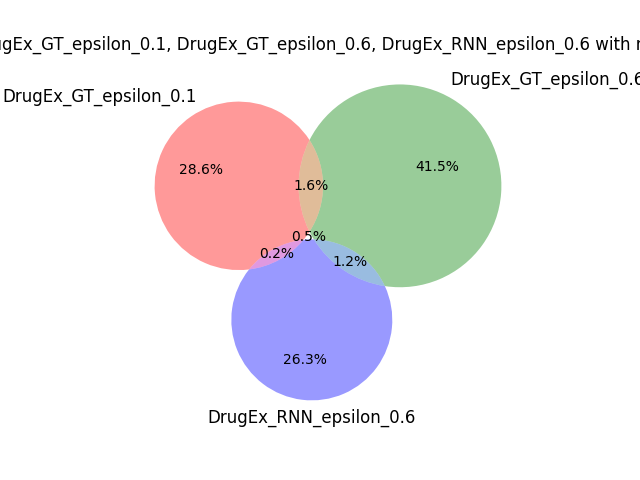 DrugEx_GT_epsilon_0.1, DrugEx_GT_epsilon_0.6, DrugEx_RNN_epsilon_0.6 with
DrugEx_GT_epsilon_0.6
DrugEx_GT_epsilon_0.1
28.6%
41.5%
1.6%
0.5%
0.2%
1.2%
26.3%
DrugEx_RNN_epsilon_0.6